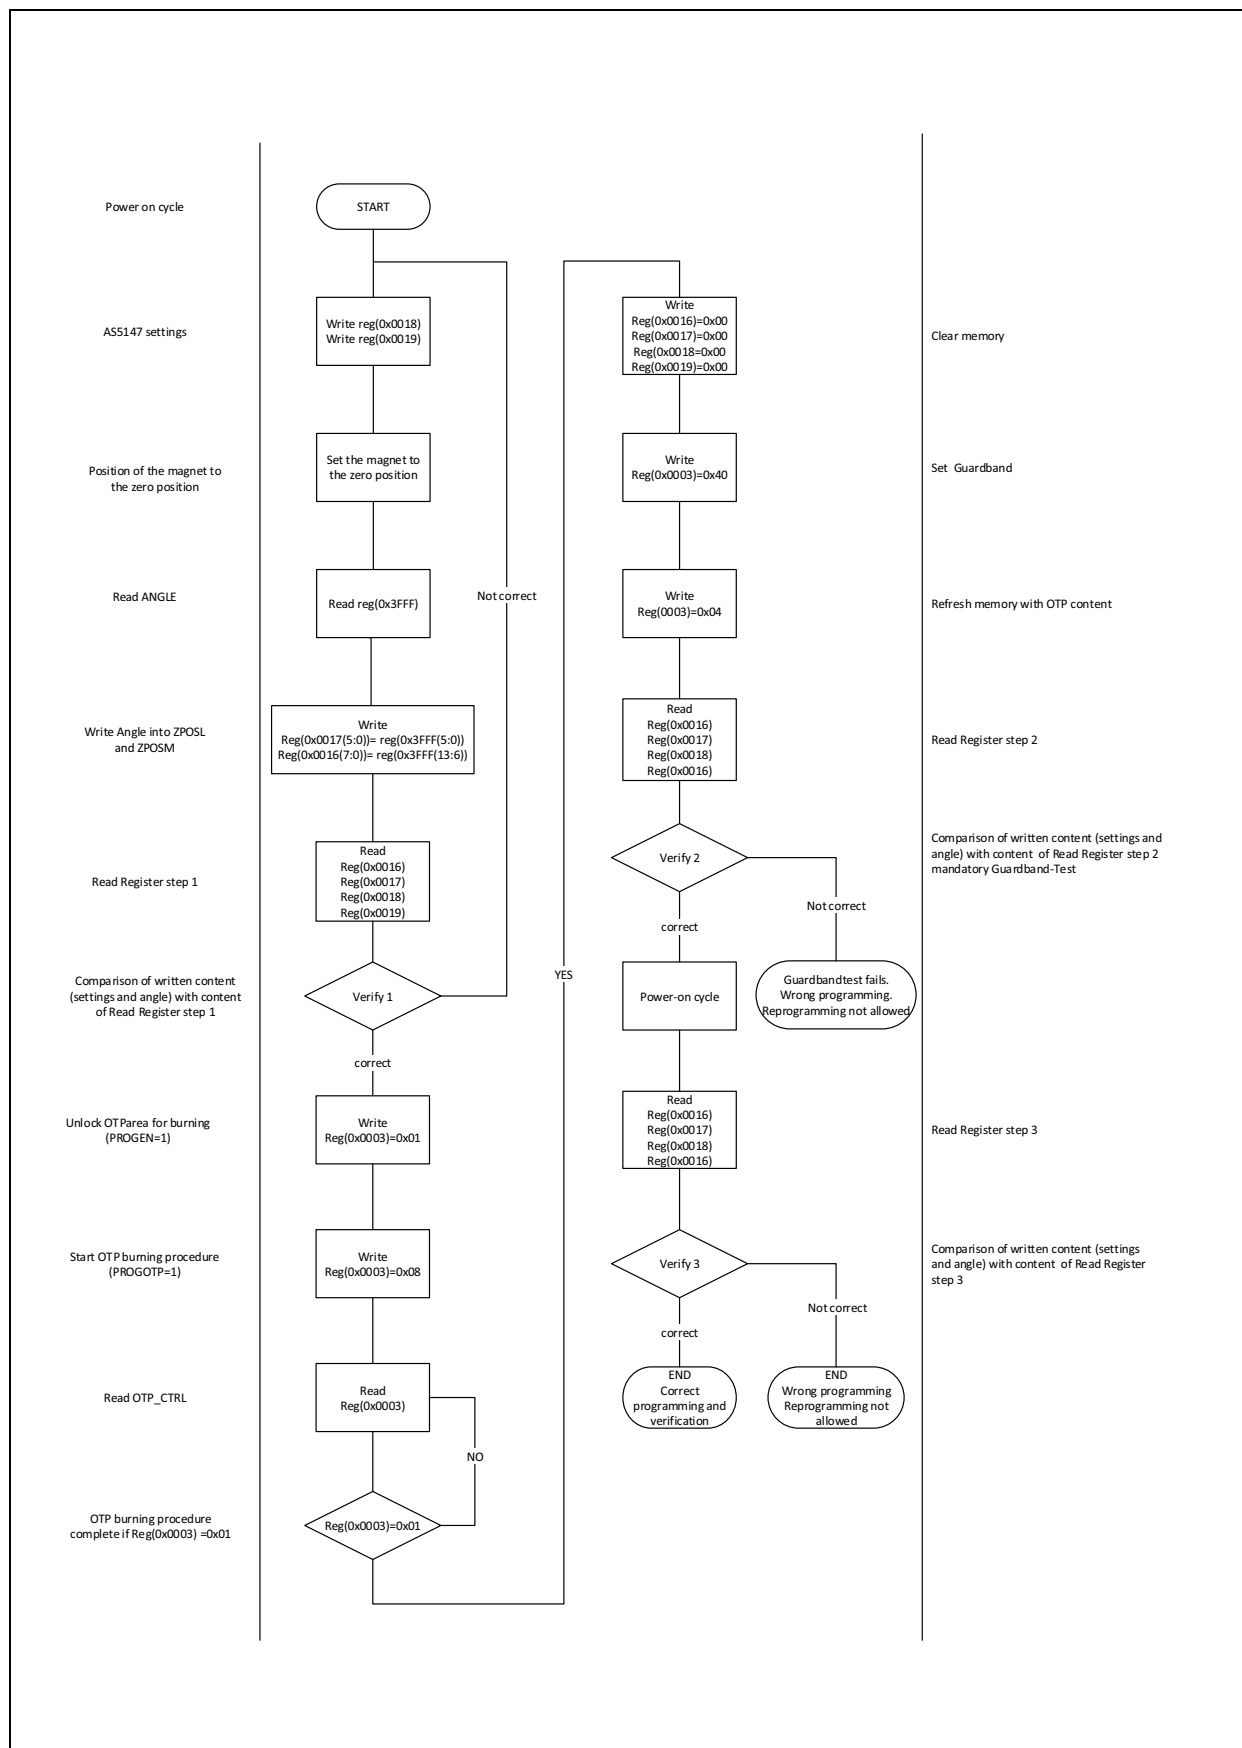 Power on cycle
START
AS5147 settings
Write reg(0x0018)
Write reg(0x0019)
Position of the magnet to
the zero position
Set the magnet to
the zero position
Read ANGLE
Read reg(0x3FFF)
Not correct
Write Angle into ZPOSL
and ZPOSM
Write
Reg(0x0017(5:0))= reg(0x3FFF(5:0))
Reg(0x0016(7:0))= reg(0x3FFF(13:6))
Read Register step 1
Read
Reg(0x0016)
Reg(0x0017)
Reg(0x0018)
Reg(0x0019)
Comparison of written content
(settings and angle) with content
of Read Register step 1
Verify 1
correct
Unlock OTParea for burning
(PROGEN=1)
Write
Reg(0x0003)=0x01
Start OTP burning procedure
(PROGOTP=1)
Write
Reg(0x0003)=0x08
Read OTP_CTRL
Read
Reg(0x0003)
NO
OTP burning procedure
complete if Reg(0x0003) =0x01
Reg(0x0003)=0x01
YES
Write
Reg(0x0016)=0x00
Reg(0x0017)=0x00
Reg(0x0018=0x00
Reg(0x0019)=0x00
Clear memory
Write
Reg(0x0003)=0x40
Set Guardband
Write
Reg(0003)=0x04
Refresh memory with OTP content
Read
Reg(0x0016)
Reg(0x0017)
Reg(0x0018)
Reg(0x0016)
Read Register step 2
Verify 2
Comparison of written content (settings and
angle) with content of Read Register step 2
mandatory Guardband-Test
Not correct
correct
Power-on cycle
Guardbandtest fails.
Wrong programming.
Reprogramming not allowed
Read
Reg(0x0016)
Reg(0x0017)
Reg(0x0018)
Reg(0x0016)
Read Register step 3
Verify 3
Comparison of written content (settings
and angle) with content of Read Register
step 3
Not correct
correct
END
Correct
programming and
verification
END
Wrong programming
Reprogramming not
allowed